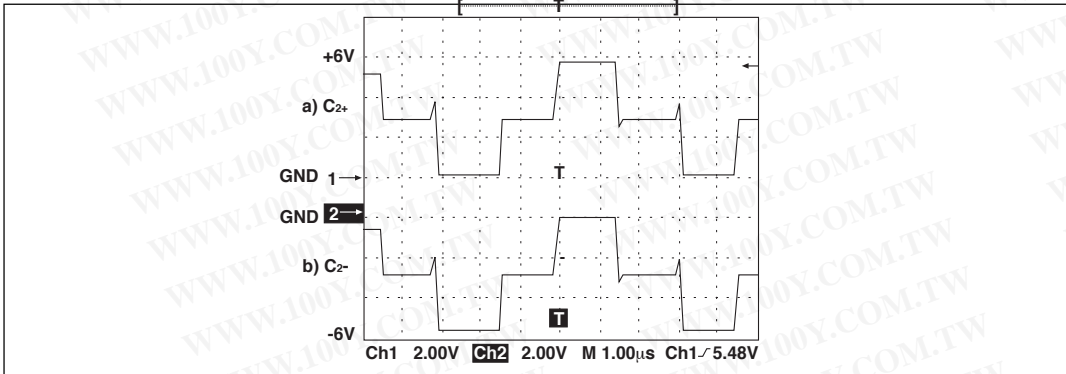 T
+6V
a) C2+
GND 1
T
GND 2
b) C2-
T
-6V
Ch1 2.00V Ch2 2.00V M 1.00μs Ch1 5.48V
WWW.100Y.COM.TW